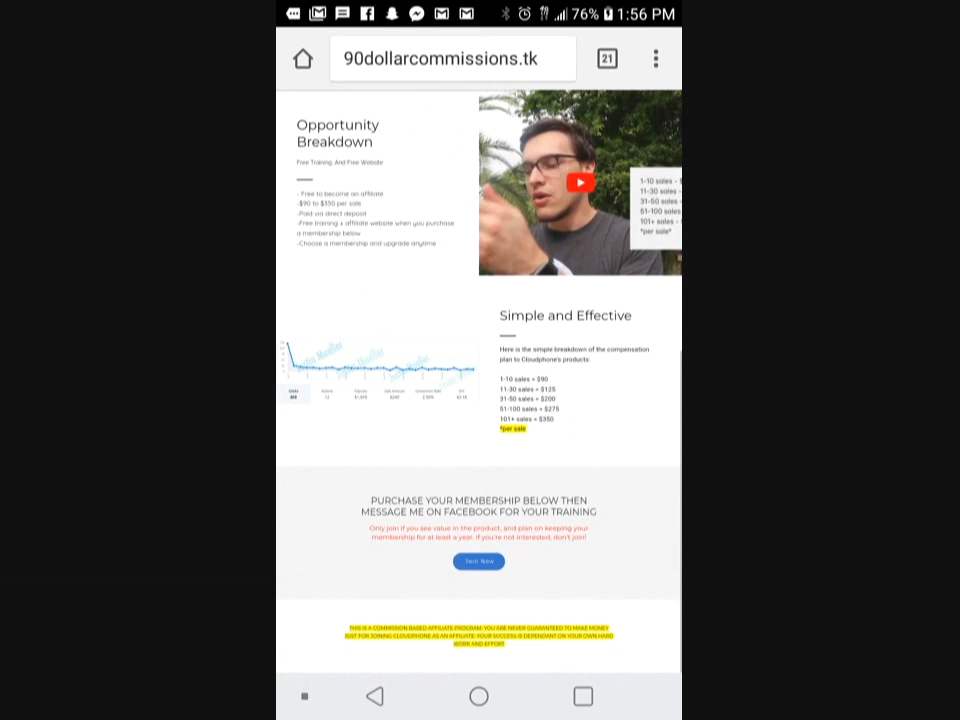 76% 1:56 PM
90dollarcommissions.tk
21
Opportunity
Breakdown
Free Training, And Free Website
- Free to become an affiliate
-$90 to $350 per sale
-Paid via direct deposit
-Free training + affiliate website when you purchase
a membership below
-Choose a membership and upgrade anytime
1-10 sales - $
11-30 sales -
31-50 sales -
51-100 sales
101+ sales -
*per sale*
Simple and Effective
Here is the simple breakdown of the compensation
plan to Cloudphone's products:
1-10 sales = $90
11-30 sales = $125
31-50 sales = $200
51-100 sales = $275
101+ sales = $350
*per sale
PURCHASE YOUR MEMBERSHIP BELOW THEN
MESSAGE ME ON FACEBOOK FOR YOUR TRAINING
Only join if you see value in the product, and plan on keeping your
membership for at least a year. If you're not interested, don't join!
Join Now
THIS IS A COMMISSION BASED AFFILIATE PROGRAM. YOU ARE NEVER GUARANTEED TO MAKE MONEY
JUST FOR JOINING CLOUDPHONE AS AN AFFILIATE. YOUR SUCCESS IS DEPENDANT ON YOUR OWN HARD
WORK AND EFFORT